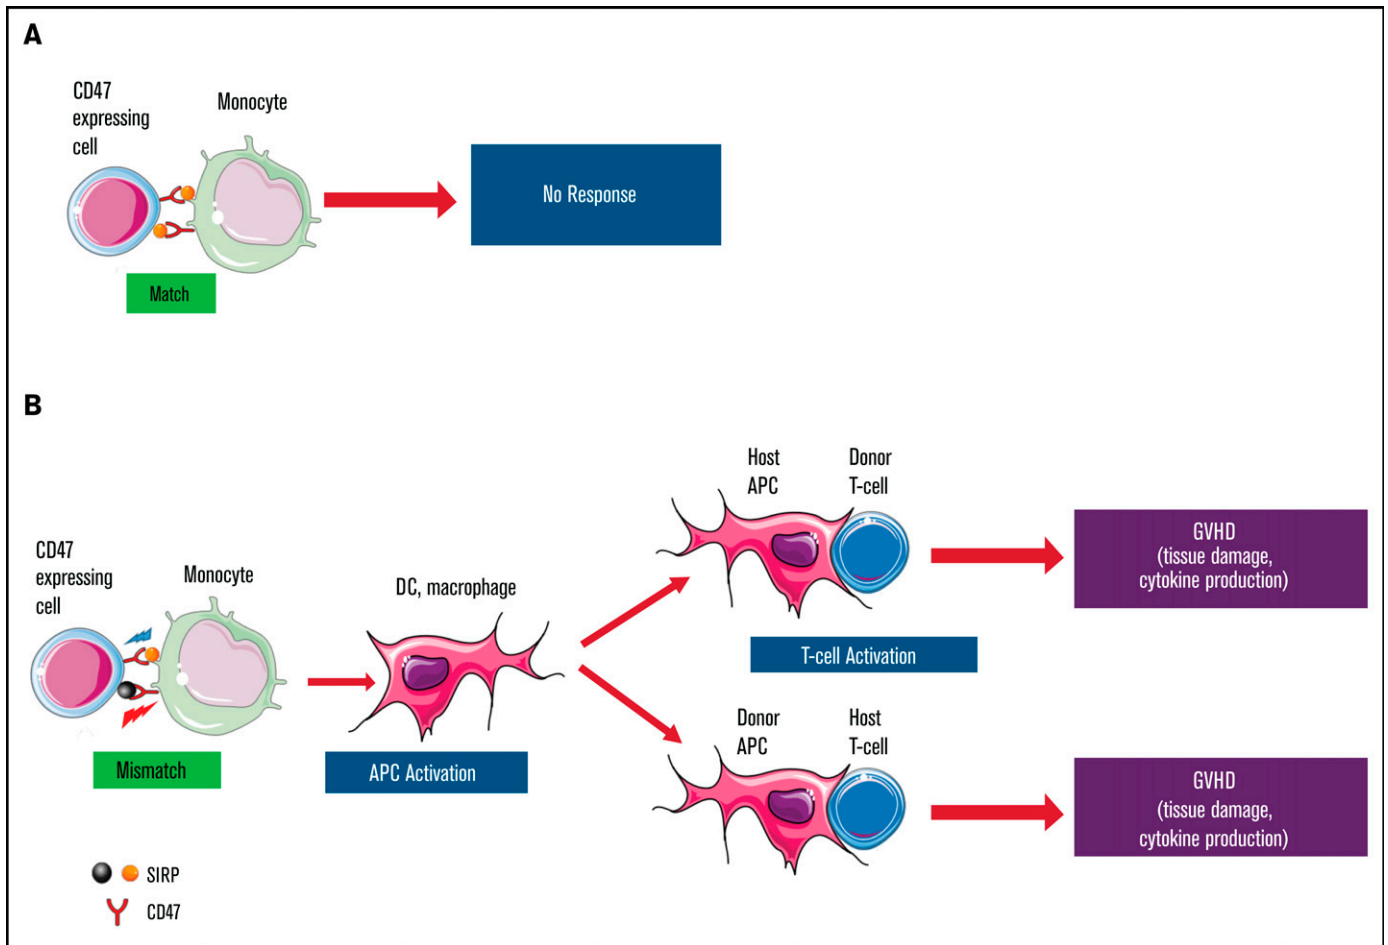 A
CD47
expressing
cell
Monocyte
No Response
Match
B
CD47
expressing
cell
Monocyte
Mismatch
DC, macrophage
APC Activation
Host
APC
Donor
T-cell
T-cell Activation
GVHD
(tissue damage,
cytokine production)
Donor
APC
Host
T-cell
GVHD
(tissue damage,
cytokine production)
SIRP
CD47